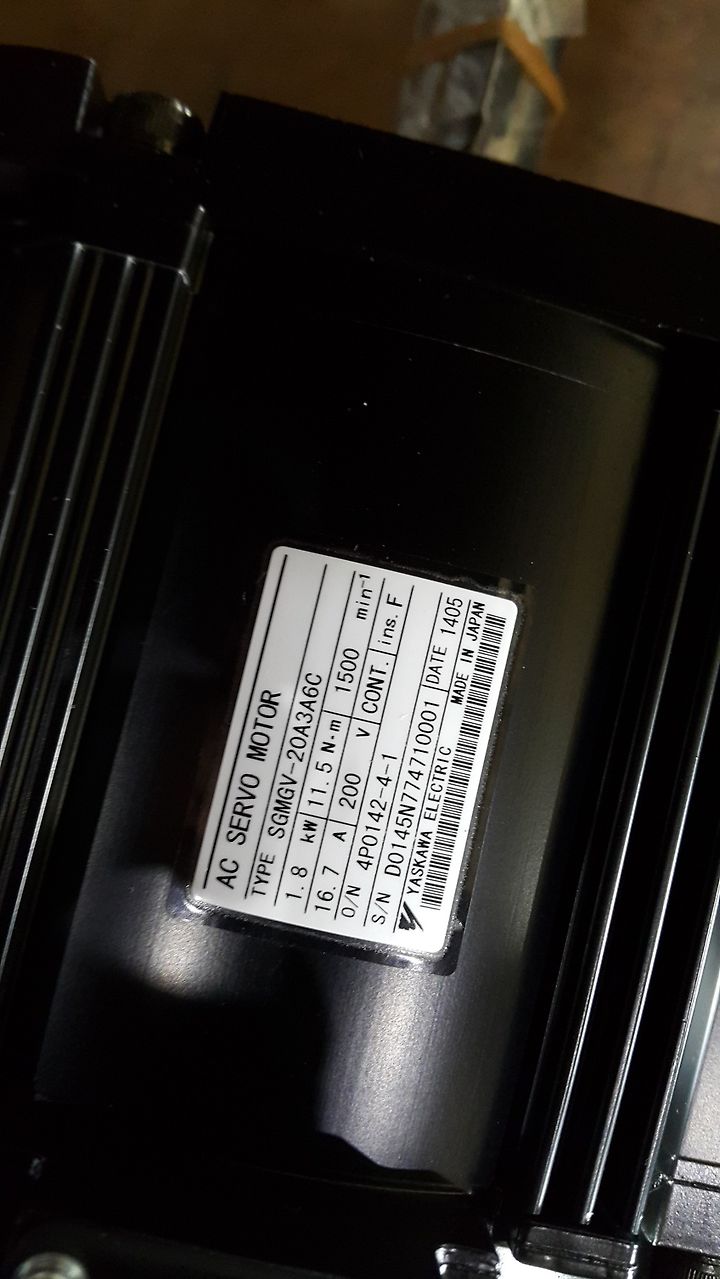 AC SERVO MOTOR
TYPE SGMGV-20A3A6C
1.8 kW 11.5 N-m 1500 min-1
16.7 A 200 V CONT. ins. F
O/N 4P0142-4-1
S/N D0145N774710001 DATE 1405
YASKAWA ELECTRIC MADE IN JAPAN